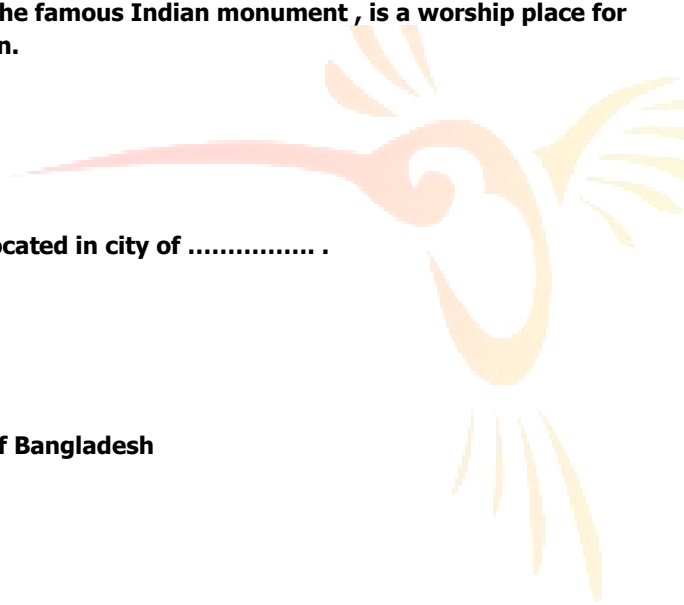 he famous Indian monument , is a worship place for
n.
ocated in city of ................ .
f Bangladesh